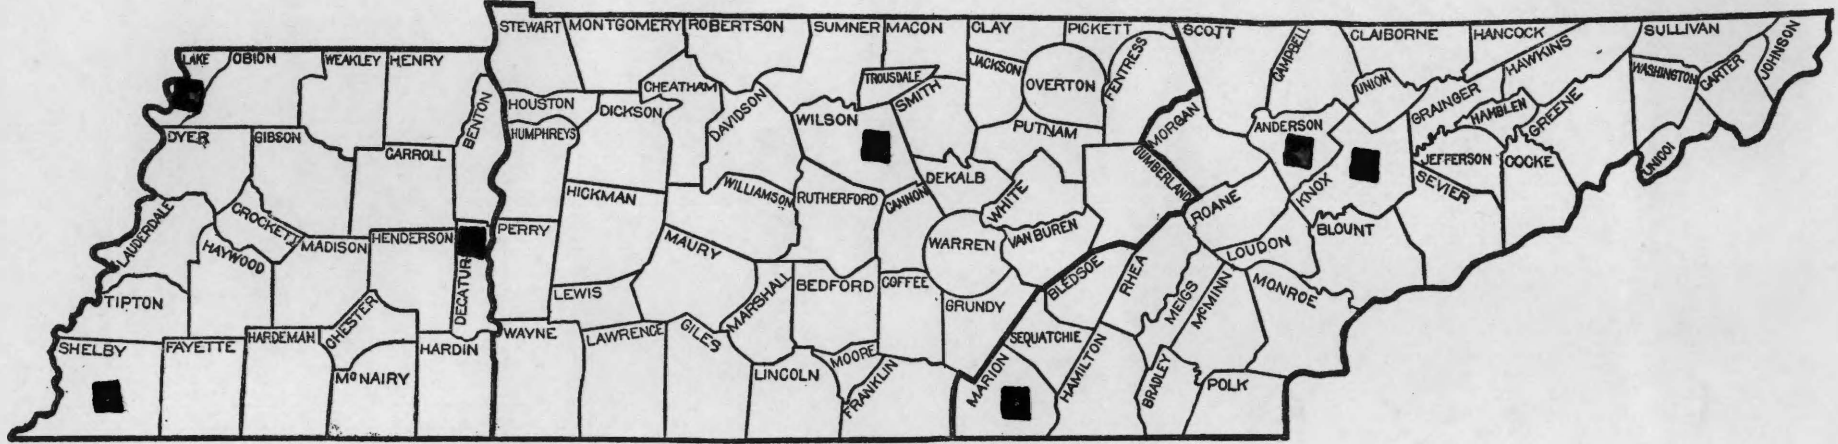 STEWART
MONTGOMERY
ROBERTSON
SUMNER
MACON
CLAY
PICKETT
SCOTT
CAMPBELL
CLAIBORNE
HANCOCK
HAWKINS
SULLIVAN
JOHNSON
LAKE
OBION
WEAKLEY
HENRY
BENTON
HOUSTON
DICKSON
CHEATHAM
DAVIDSON
TROUSDALE
SMITH
JACKSON
OVERTON
FENTRESS
MORGAN
ANDERSON
UNION
GRAINGER
HAMBLEN
GREENE
WASHINGTON
CARTER
UNICOI
DYER
GIBSON
CARROLL
HUMPHREYS
WILSON
PUTNAM
CUMBERLAND
KNOX
JEFFERSON
COCKE
SEVIER
LAUDERDALE
CROCKETT
HAYWOOD
MADISON
HENDERSON
DECATUR
PERRY
HICKMAN
WILLIAMSON
RUTHERFORD
CANNON
DEKALB
WHITE
WARREN
VAN BUREN
ROANE
LOUDON
BLOUNT
TIPTON
LEWIS
MAURY
MARSHALL
BEDFORD
COFFEE
GRUNDY
BLEDSOE
RHEA
MEIGS
McMINN
MONROE
SHELBY
FAYETTE
HARDEMAN
CHESTER
McNAIRY
HARDIN
WAYNE
LAWRENCE
GILES
LINCOLN
MOORE
FRANKLIN
MARION
SEQUATCHIE
HAMILTON
BRADLEY
POLK